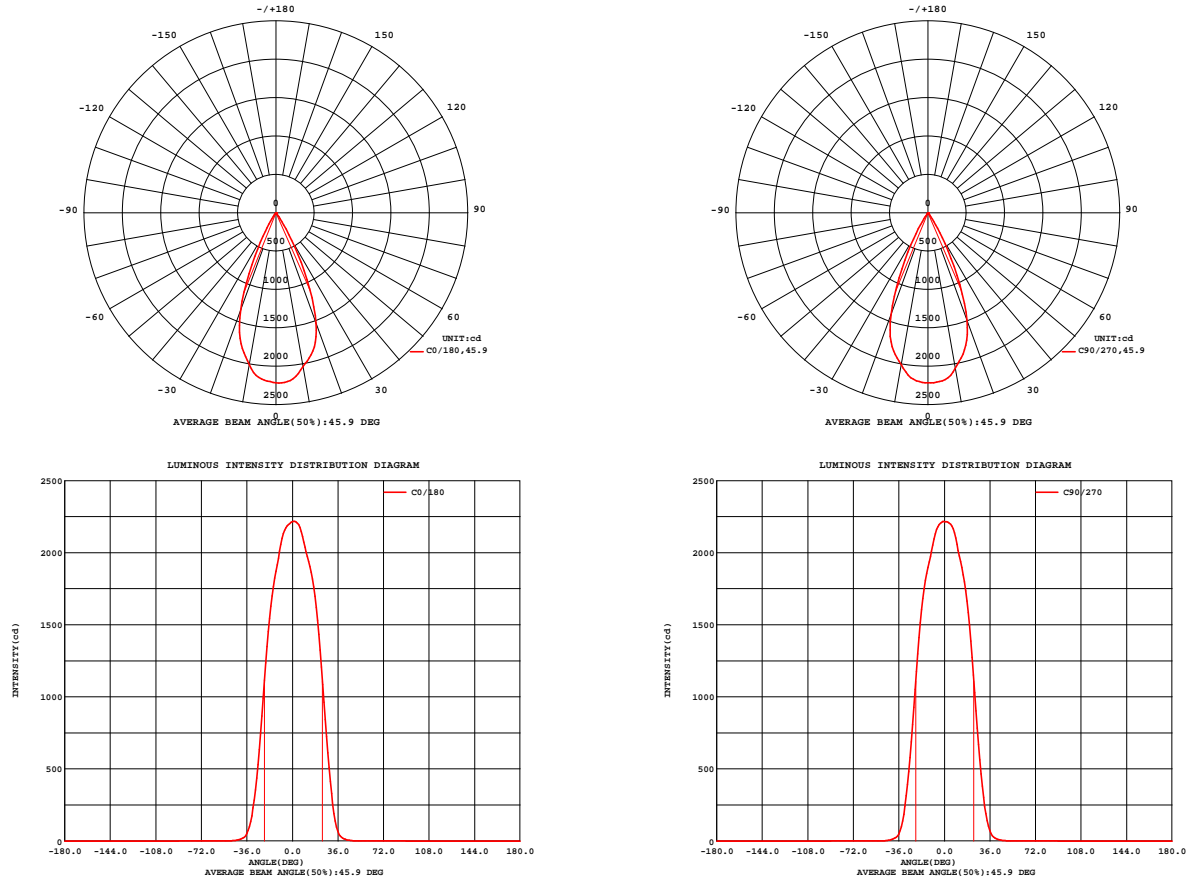 -/+180
-150
150
-120
120
-90
90
-60
60
-30
30
0
0
500
1000
1500
2000
2500
UNIT:cd
C0/180,45.9
AVERAGE BEAM ANGLE(50%):45.9 DEG
-/+180
-150
150
-120
120
-90
90
-60
60
-30
30
0
0
500
1000
1500
2000
2500
UNIT:cd
C90/270,45.9
AVERAGE BEAM ANGLE(50%):45.9 DEG
LUMINOUS INTENSITY DISTRIBUTION DIAGRAM
C0/180
2500
2000
1500
1000
500
0
INTENSITY(cd)
-180.0 -144.0 -108.0 -72.0 -36.0 0.0 36.0 72.0 108.0 144.0 180.0
ANGLE(DEG)
AVERAGE BEAM ANGLE(50%):45.9 DEG
LUMINOUS INTENSITY DISTRIBUTION DIAGRAM
C90/270
2500
2000
1500
1000
500
0
INTENSITY(cd)
-180.0 -144.0 -108.0 -72.0 -36.0 0.0 36.0 72.0 108.0 144.0 180.0
ANGLE(DEG)
AVERAGE BEAM ANGLE(50%):45.9 DEG